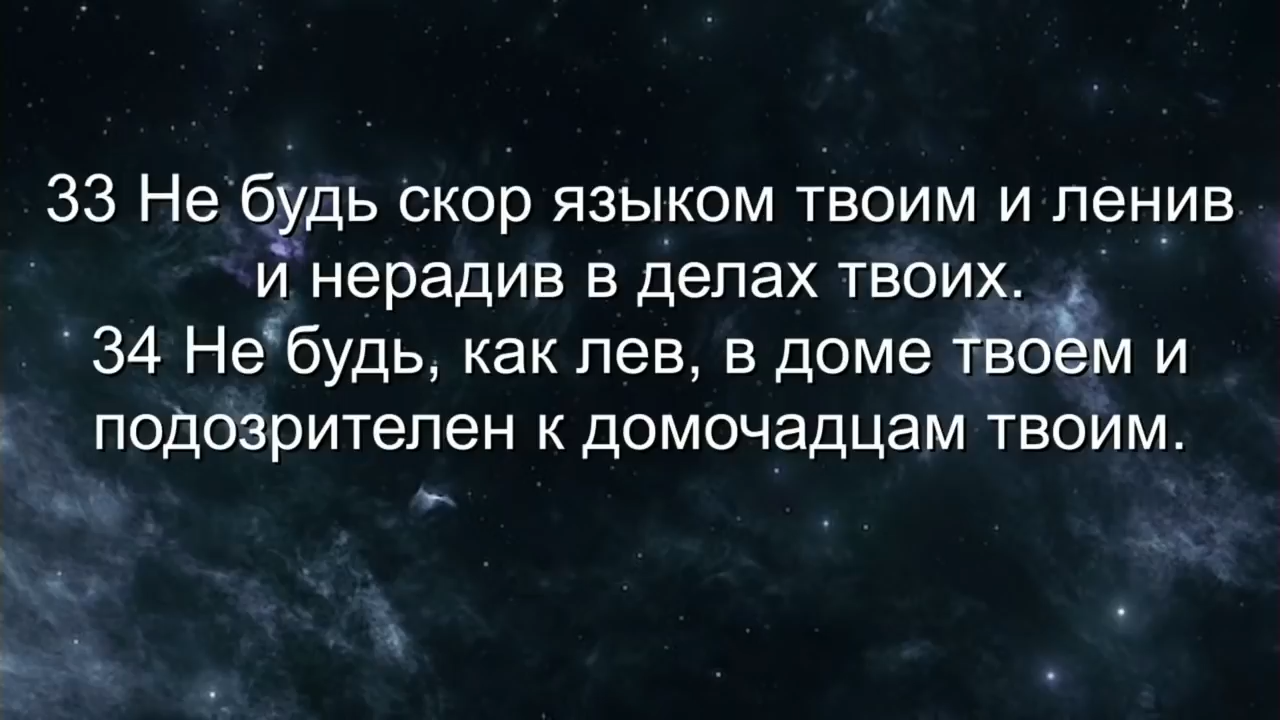 33 Не будь скор языком твоим и ленив
и нерадив в делах твоих.
34 Не будь, как лев, в доме твоем и
подозрителен к домочадцам твоим.